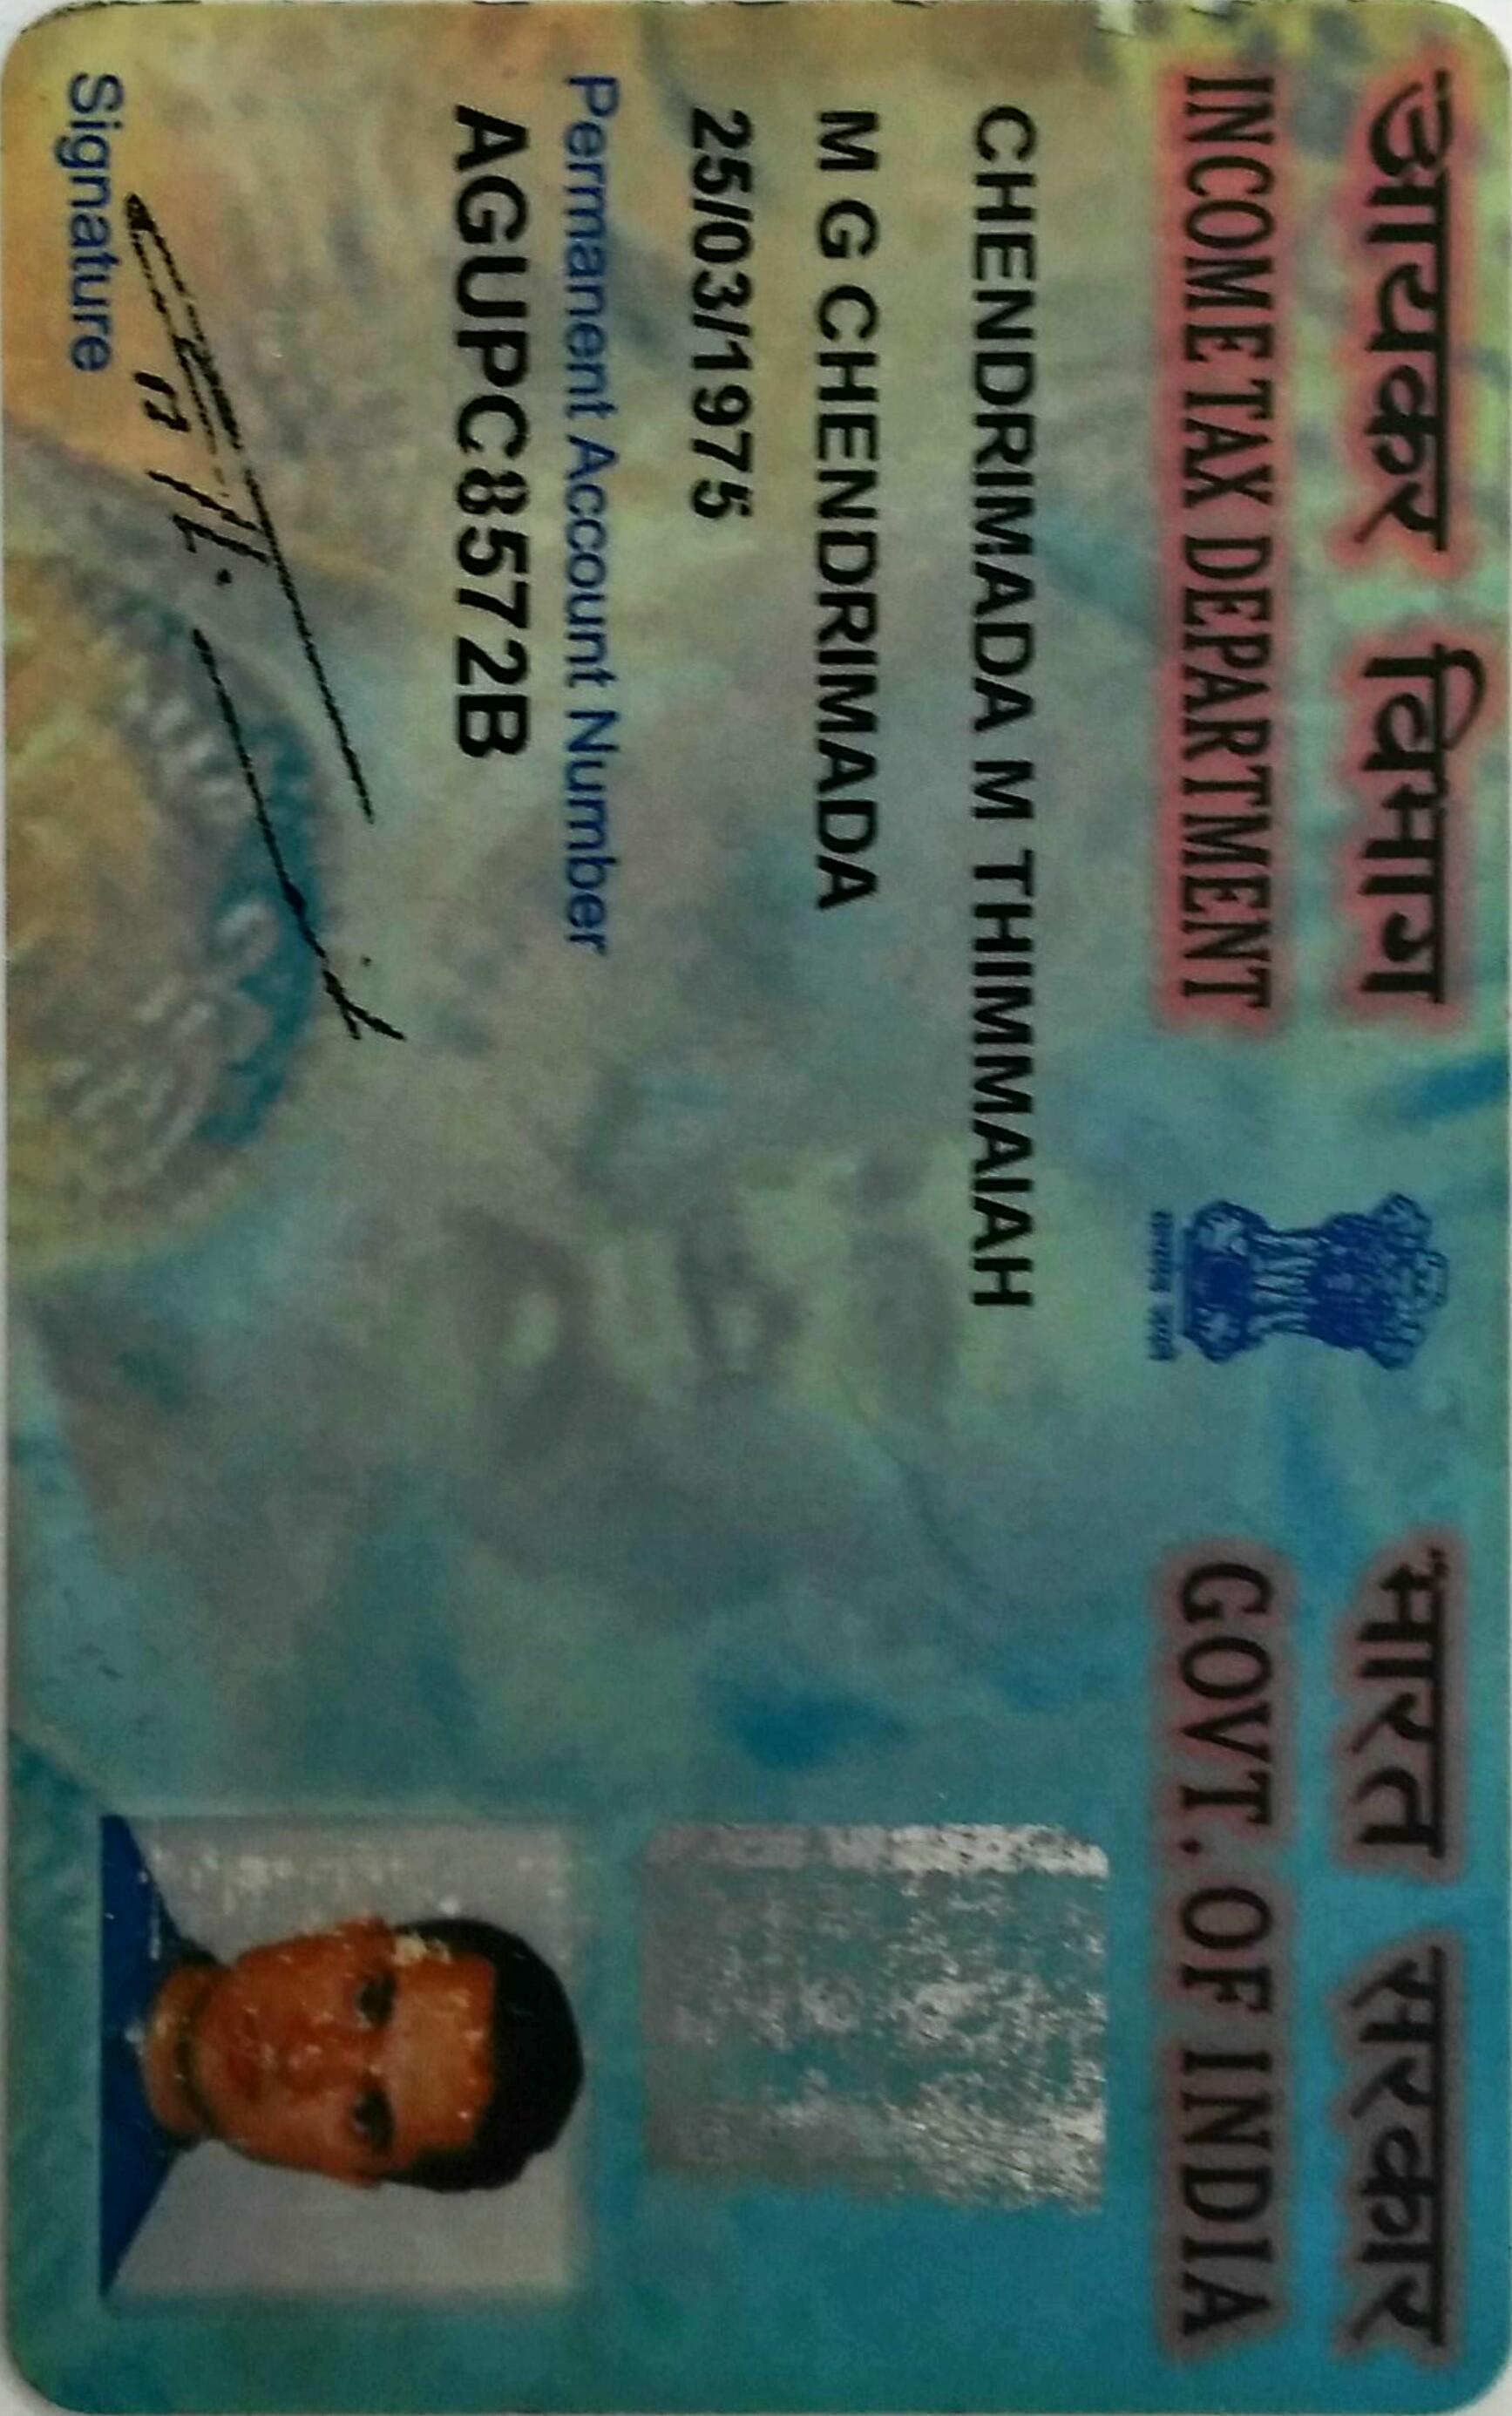 आयकर विभाग
INCOME TAX DEPARTMENT
भारत सरकार
GOVT. OF INDIA
CHENDRIMADA M THIMMAIAH
M G CHENDRIMADA
25/03/1975
Permanent Account Number
AGUPC8572B
Signature